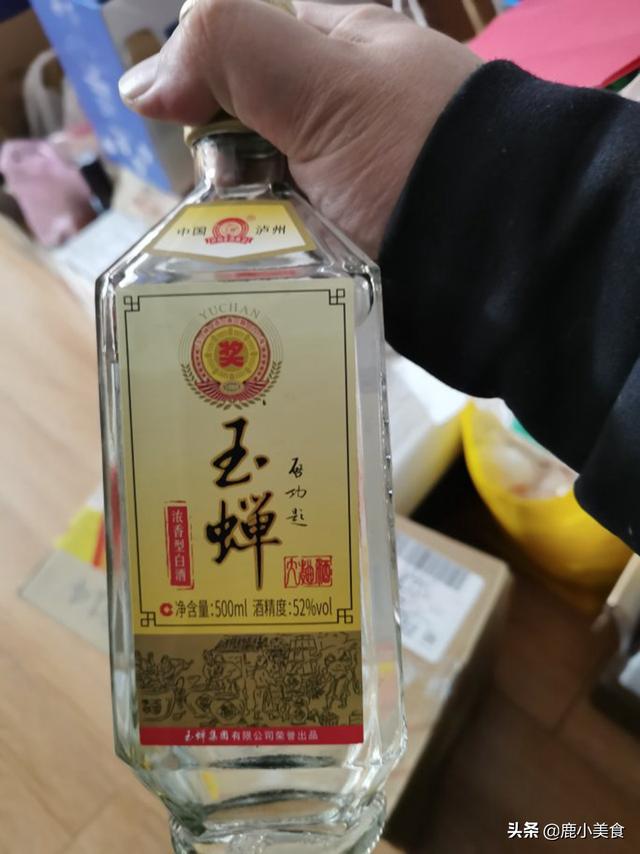 中国 泸州
YUCHAN
奖
玉蝉
启功题
浓香型白酒
大曲酒
净含量:500ml 酒精度:52%vol
玉蝉集团有限公司荣誉出品
头条 @鹿小美食